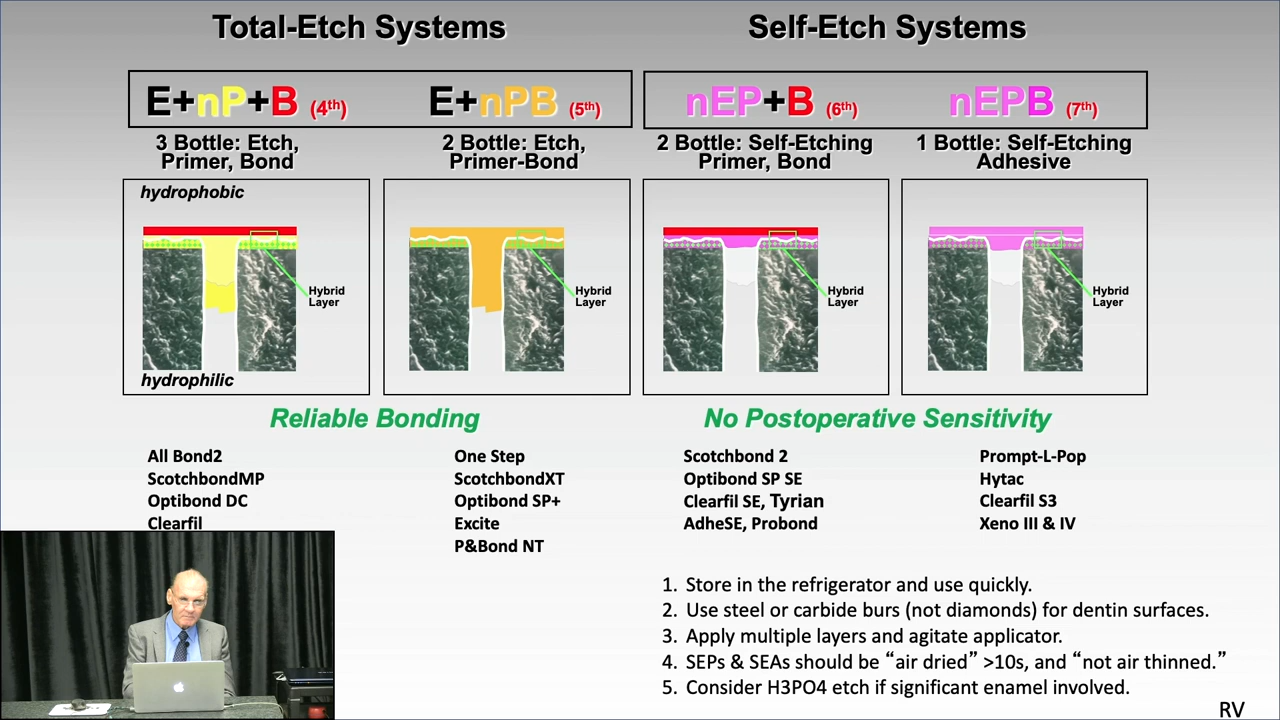 Total-Etch Systems
Self-Etch Systems
E+nP+B (4th)
E+nPB (5th)
nEP+B (6th)
nEPB (7th)
3 Bottle: Etch,
Primer, Bond
2 Bottle: Etch,
Primer-Bond
2 Bottle: Self-Etching
Primer, Bond
1 Bottle: Self-Etching
Adhesive
hydrophobic
Hybrid
Layer
hydrophilic
Hybrid
Layer
Hybrid
Layer
Hybrid
Layer
Reliable Bonding
No Postoperative Sensitivity
All Bond2
ScotchbondMP
Optibond DC
Clearfil
One Step
ScotchbondXT
Optibond SP+
Excite
P&Bond NT
Scotchbond 2
Optibond SP SE
Clearfil SE, Tyrian
AdheSE, Probond
Prompt-L-Pop
Hytac
Clearfil S3
Xeno III & IV
1. Store in the refrigerator and use quickly.
2. Use steel or carbide burs (not diamonds) for dentin surfaces.
3. Apply multiple layers and agitate applicator.
4. SEPs & SEAs should be “air dried” >10s, and “not air thinned.”
5. Consider H3PO4 etch if significant enamel involved.
RV